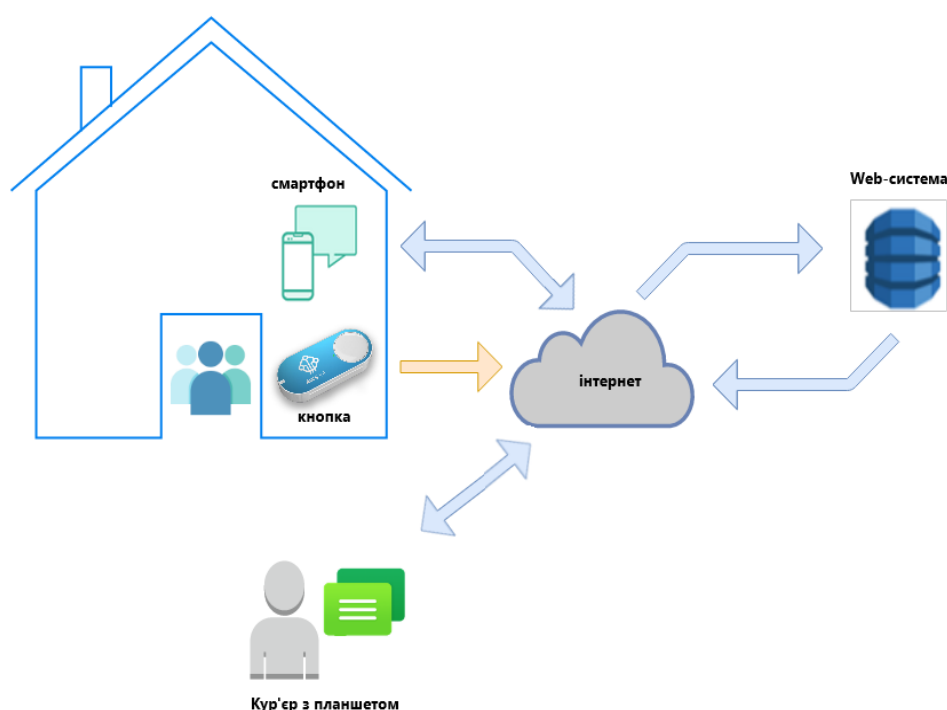 смартфон
Web-система
інтернет
кнопка
Кур'єр з планшетом